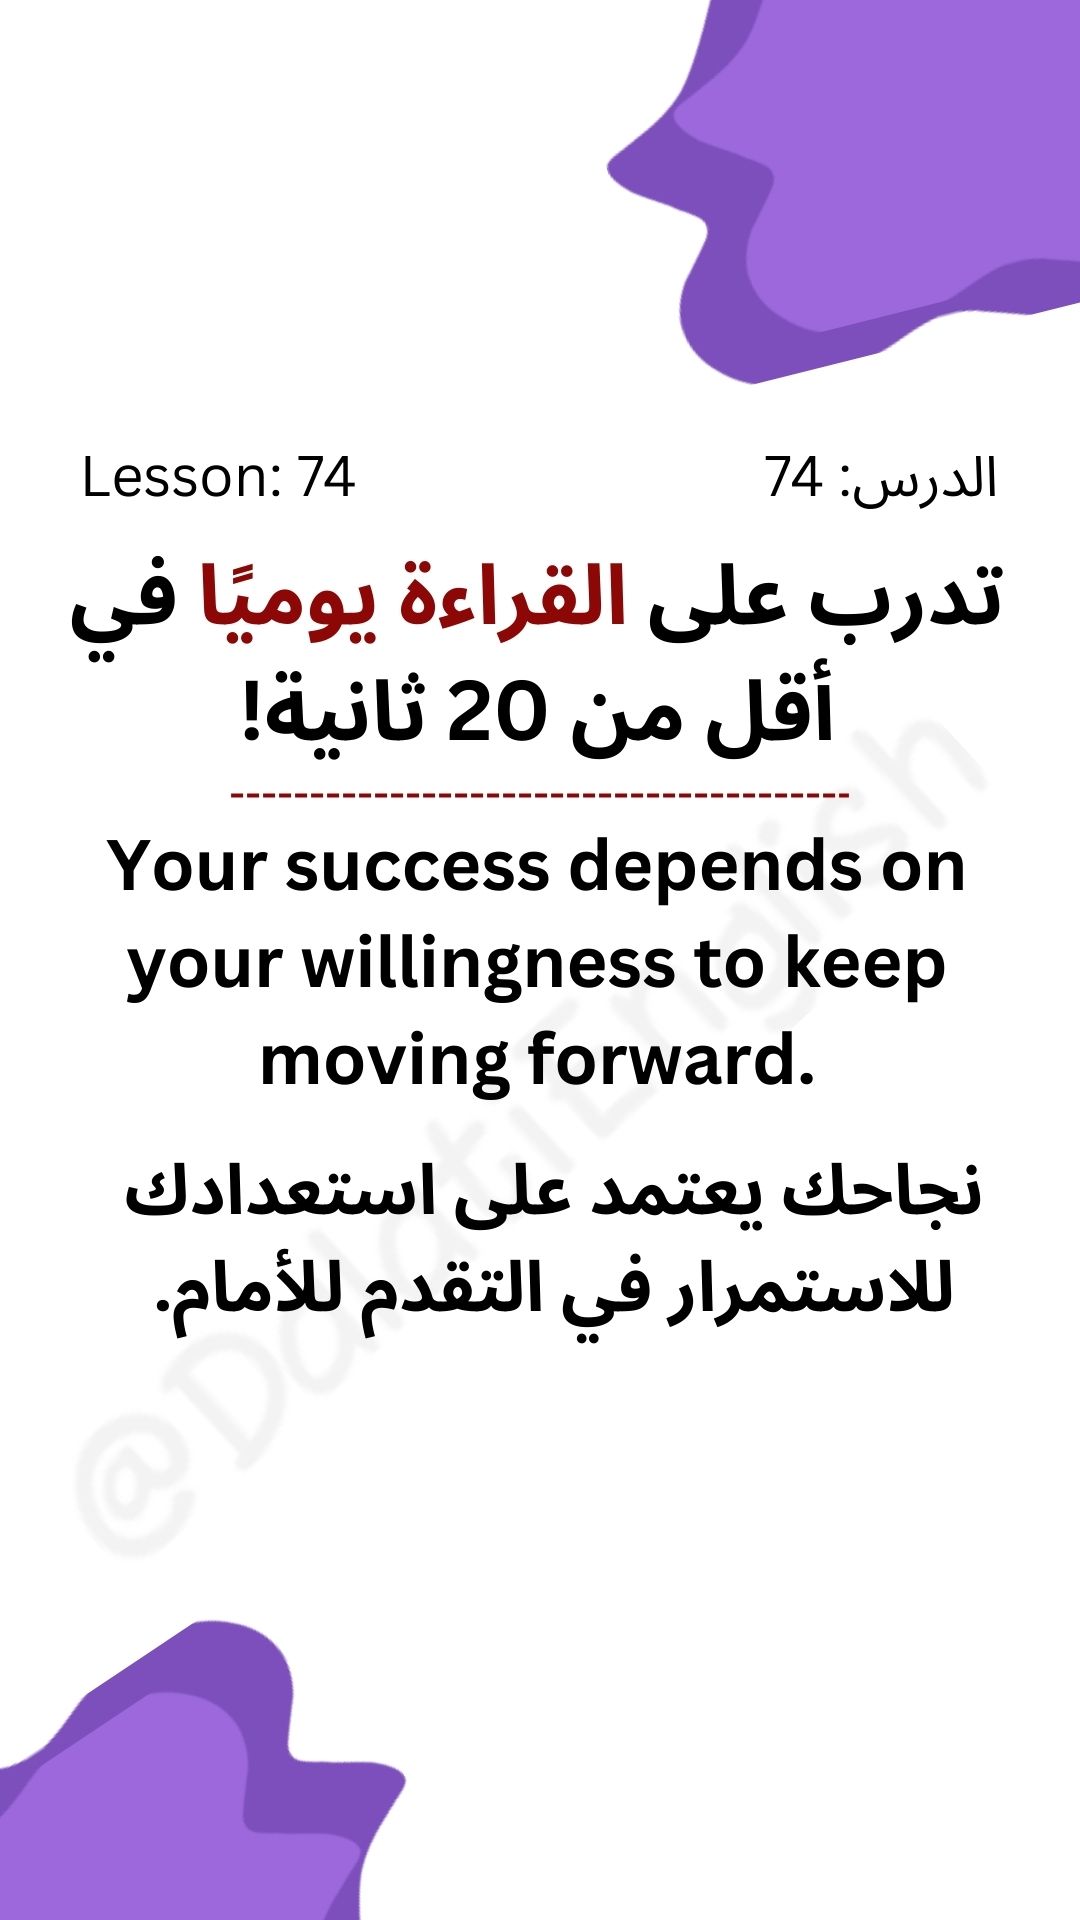 Lesson: 74
الدرس: 74
تدرب على القراءة يوميًا في
أقل من 20 ثانية!
--------------------------------------
Your success depends on
your willingness to keep
moving forward.
نجاحك يعتمد على استعدادك
للاستمرار في التقدم للأمام.
@DdatiEnglish